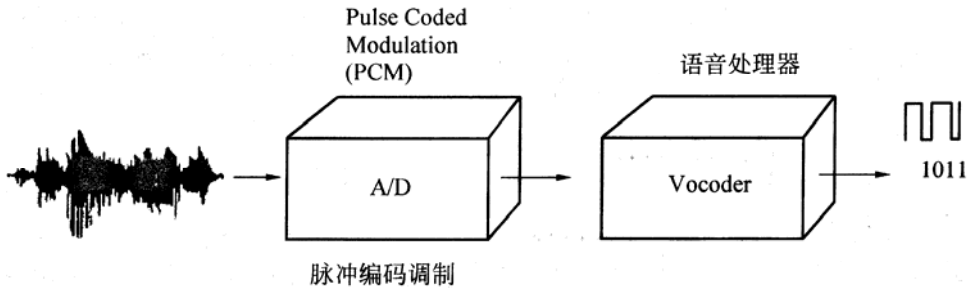 Pulse Coded
Modulation
(PCM)
语音处理器
A/D
Vocoder
1011
脉冲编码调制